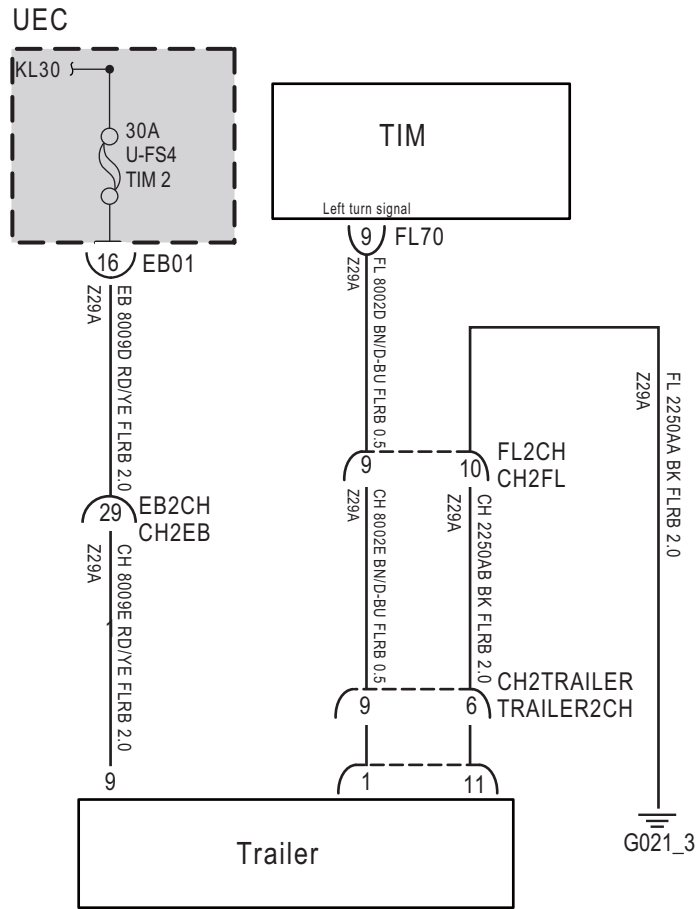 UEC
KL30
30A
U-FS4
TIM 2
TIM
Left turn signal
16
EB01
9
FL70
Z29A
EB 8009D RD/YE FLRB 2.0
Z29A
FL 8002D BN/D-BU FLRB 0.5
Z29A
FL 2250AA BK FLRB 2.0
9
10
FL2CH
CH2FL
29
EB2CH
CH2EB
Z29A
CH 8009E RD/YE FLRB 2.0
Z29A
CH 8002E BN/D-BU FLRB 0.5
Z29A
CH 2250AB BK FLRB 2.0
9
6
CH2TRAILER
TRAILER2CH
9
1
11
G021_3
Trailer